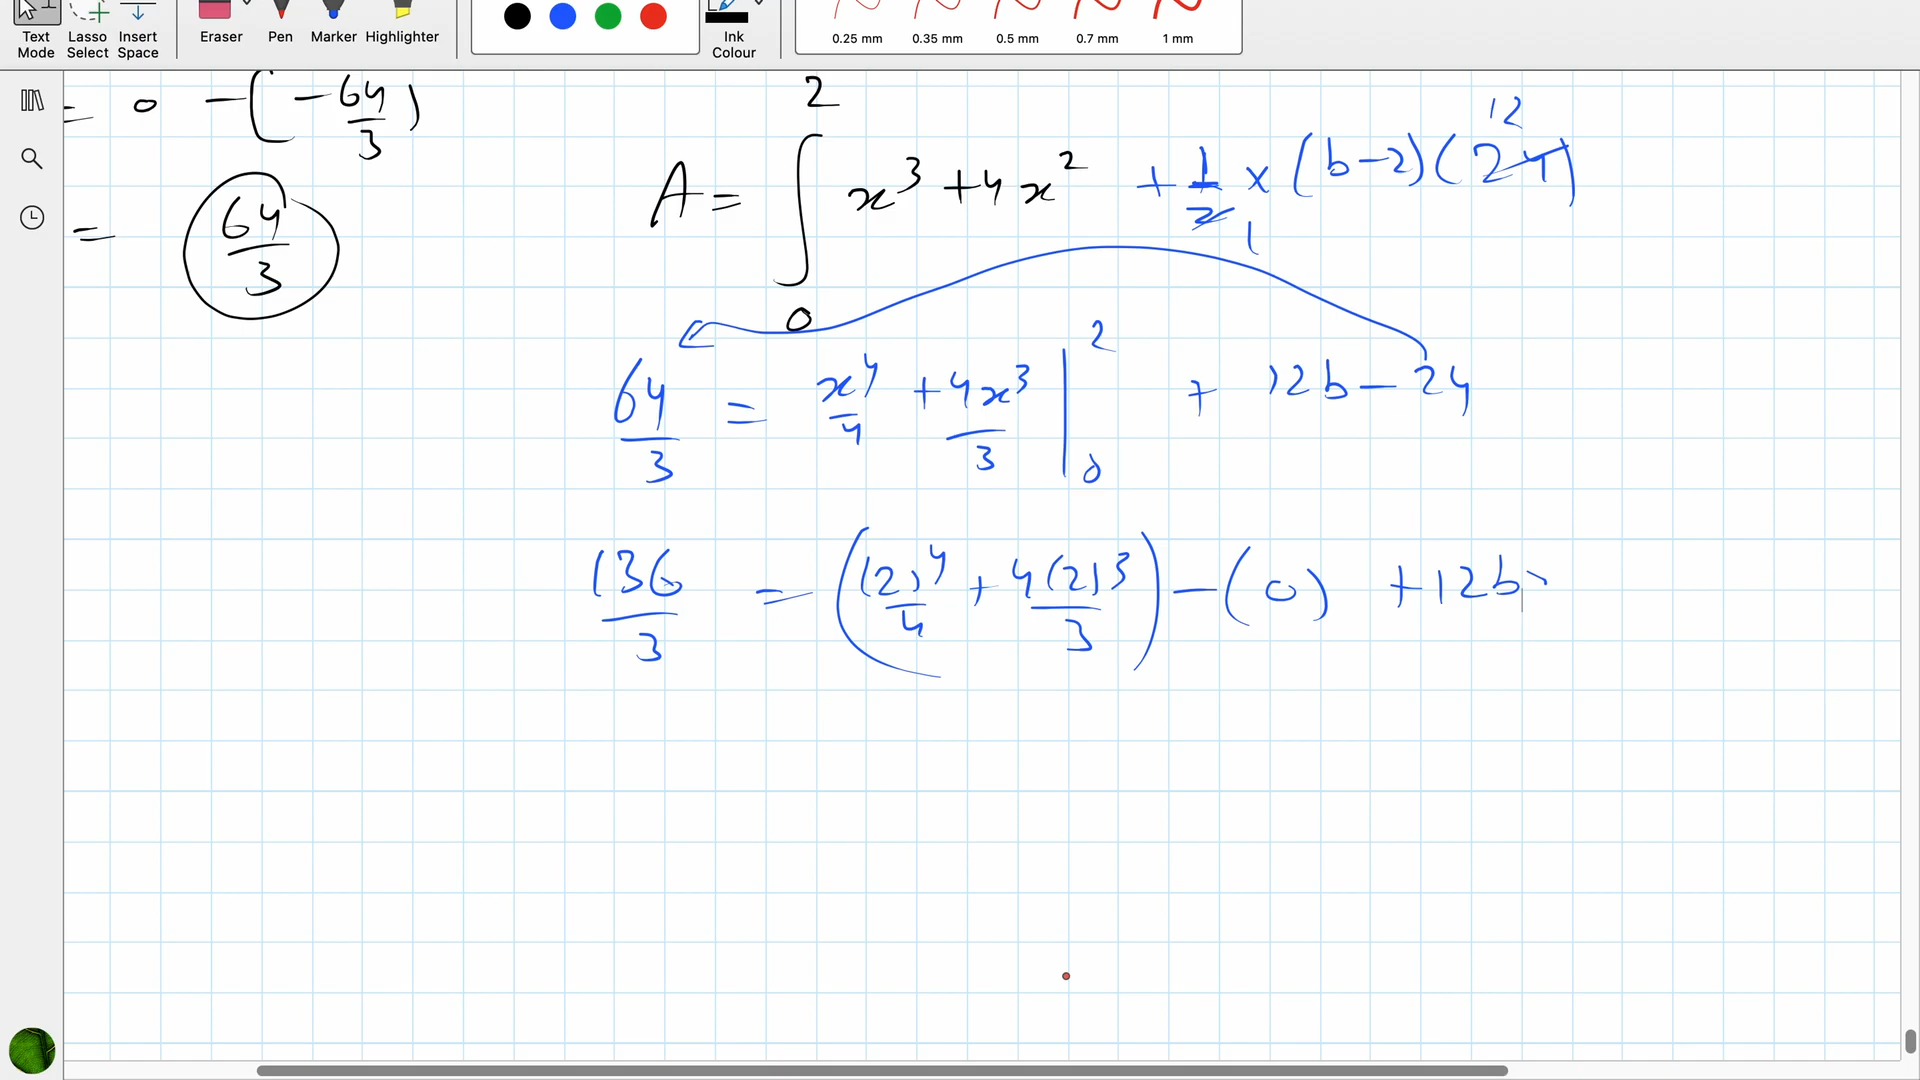 Text Mode Lasso Select Insert Space Eraser Pen Marker Highlighter Ink Colour 0.25 mm 0.35 mm 0.5 mm 0.7 mm 1 mm
= 0 - (-64/3)
= 64/3
A = ∫₀² x³ + 4x² + 1/2 × (b-2)(24) 12 1
64/3 = x⁴/4 + 4x³/3 |₀² + 12b - 24
136/3 = ((2)⁴/4 + 4(2)³/3) - (0) + 12b